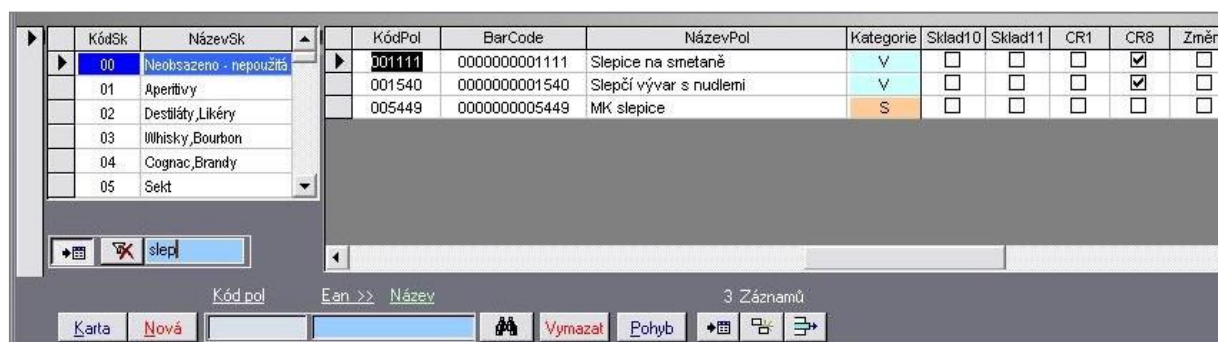 KódSk NázevSk
00 Neobsazeno - nepoužitá
01 Aperitivy
02 Destiláty,Likéry
03 Whisky,Bourbon
04 Cognac,Brandy
05 Sekt
slep
KódPol BarCode NázevPol Kategorie Sklad10 Sklad11 CR1 CR8 Změn
001111 0000000001111 Slepice na smetaně V
001540 0000000001540 Slepčí vývar s nudlemi V
005449 0000000005449 MK slepice S
Kód pol Ean >> Název 3 Záznamů
Karta Nová Vymazat Pohyb